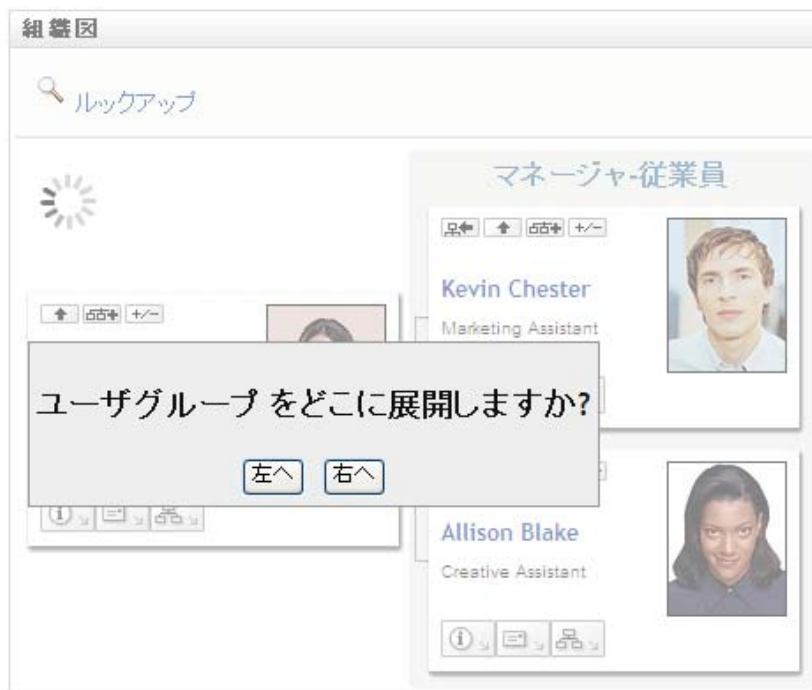 組織図
ルックアップ
マネージャ-従業員
+/−
Kevin Chester
Marketing Assistant
+/−
ユーザグループ をどこに展開しますか?
左へ 右へ
Allison Blake
Creative Assistant